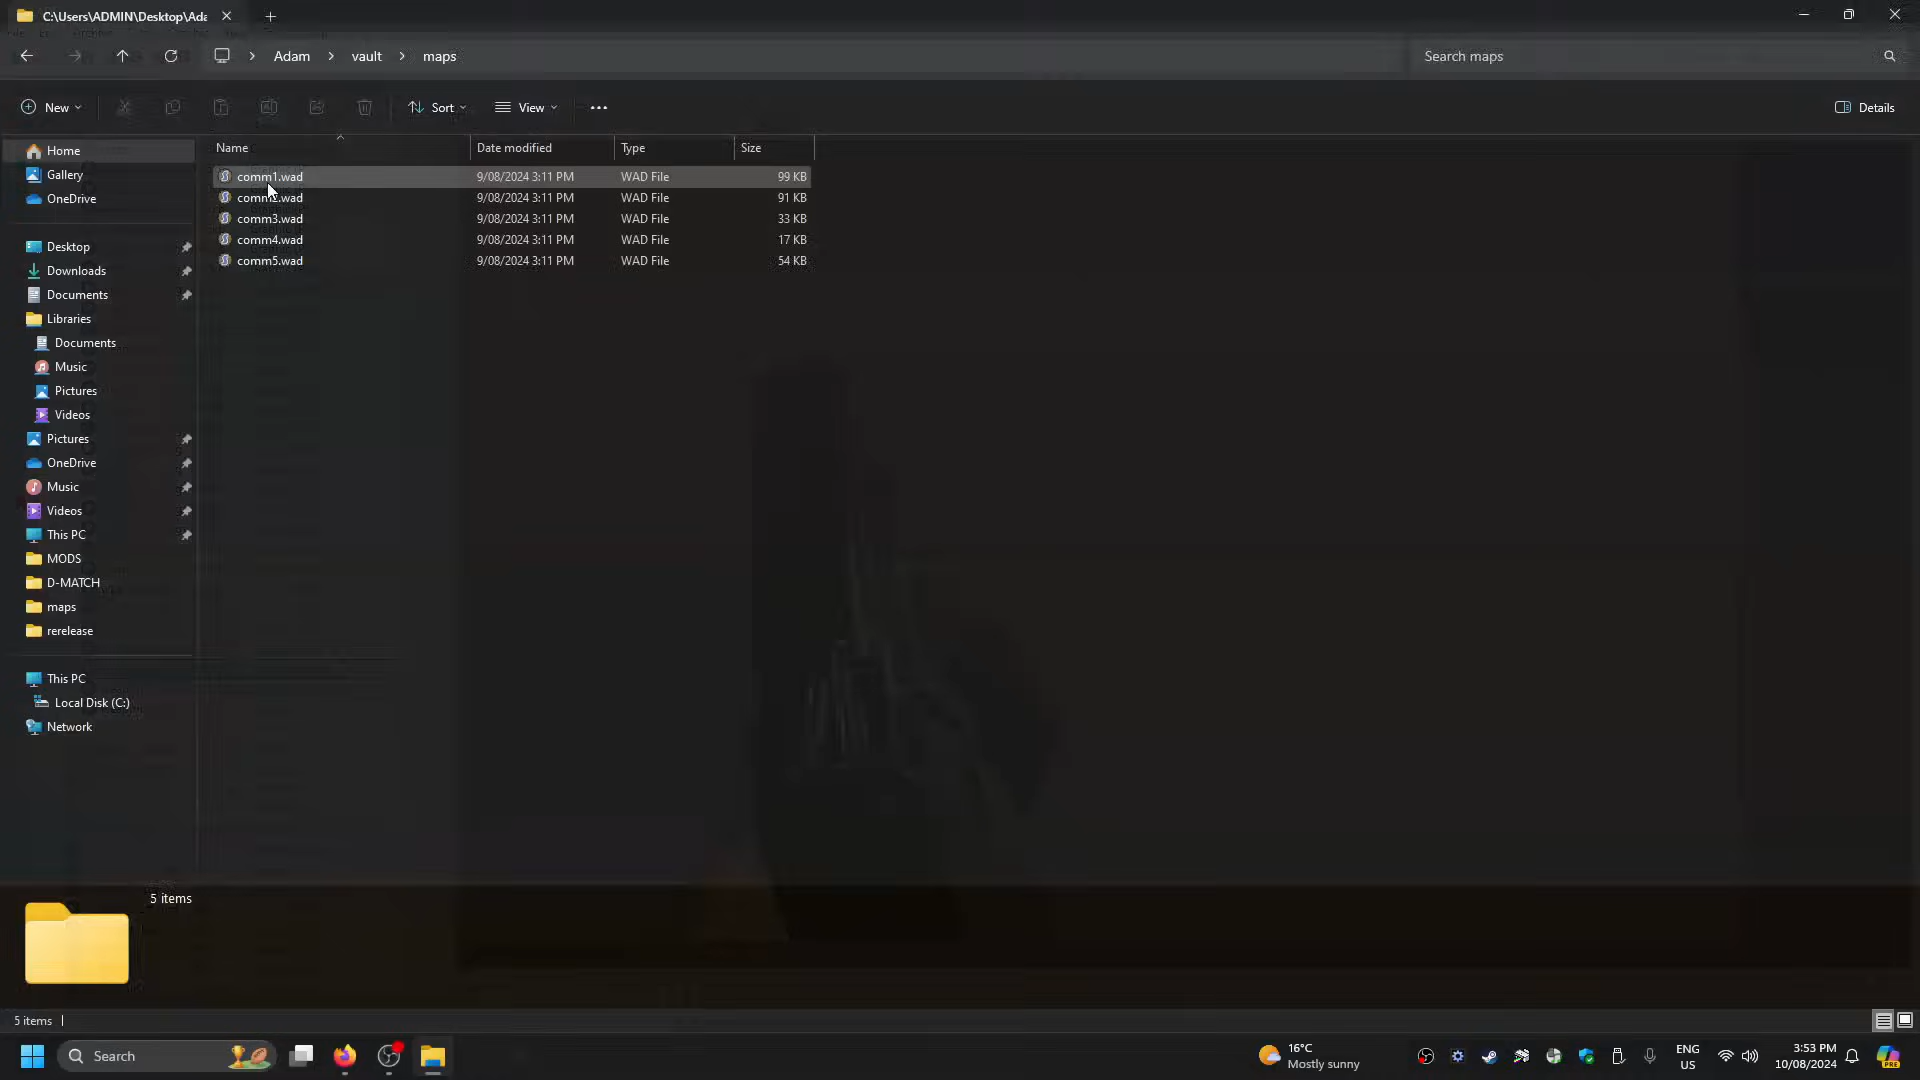 C:\Users\ADMIN\Desktop\Ada
Adam > vault > maps
Search maps
New
Sort
View
Details
Name
Date modified
Type
Size
comm1.wad 9/08/2024 3:11 PM WAD File 99 KB
comm2.wad 9/08/2024 3:11 PM WAD File 91 KB
comm3.wad 9/08/2024 3:11 PM WAD File 33 KB
comm4.wad 9/08/2024 3:11 PM WAD File 17 KB
comm5.wad 9/08/2024 3:11 PM WAD File 54 KB
Home
Gallery
OneDrive
Desktop
Downloads
Documents
Libraries
Documents
Music
Pictures
Videos
Pictures
OneDrive
Music
Videos
This PC
MODS
D-MATCH
maps
rerelease
This PC
Local Disk (C:)
Network
5 items
5 items
Search
16°C
Mostly sunny
ENG
US
3:53 PM
10/08/2024
PRE